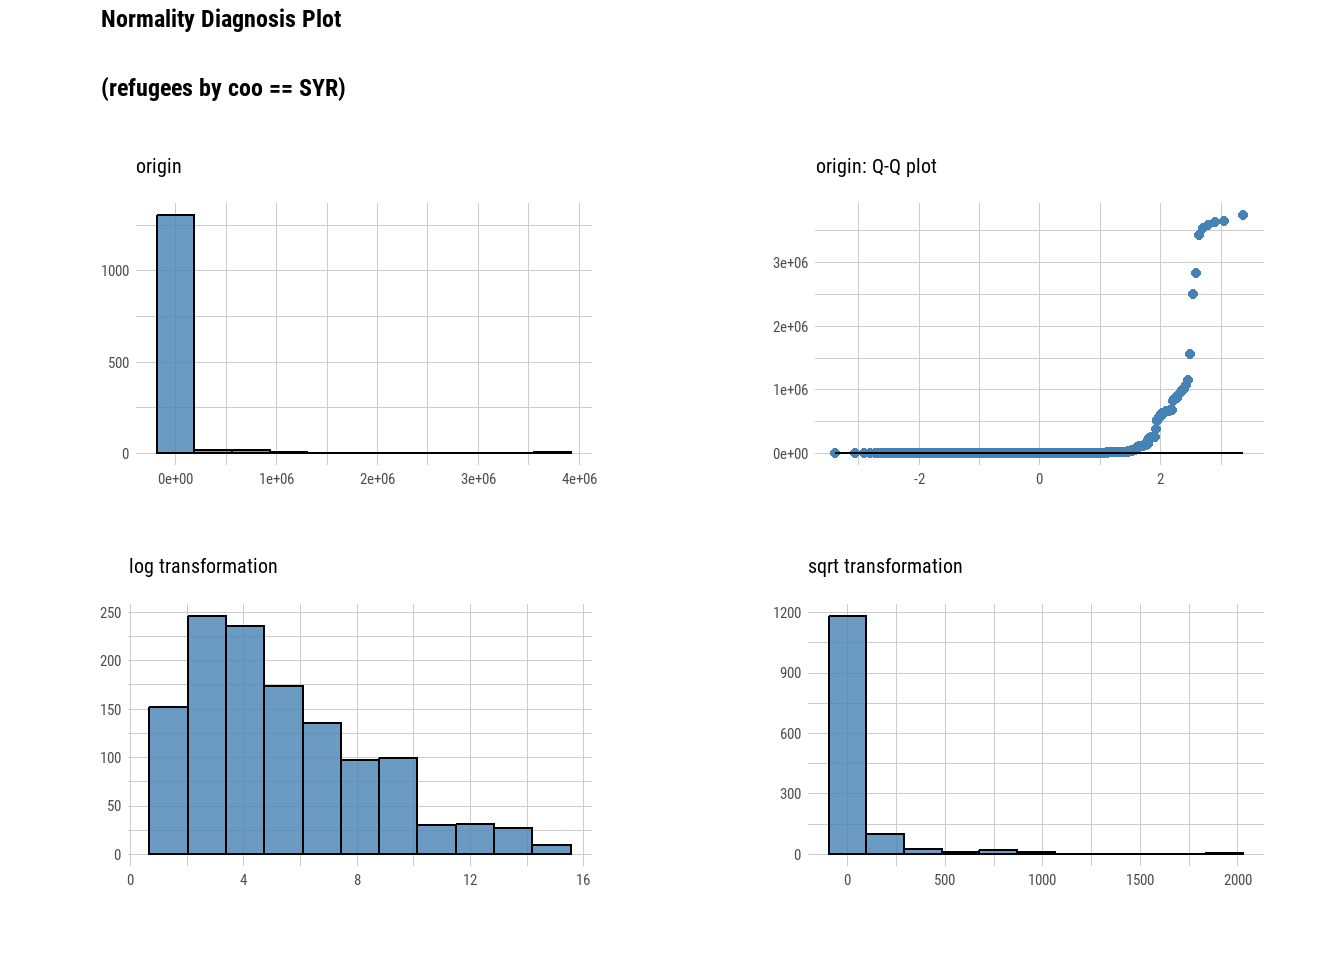 Normality Diagnosis Plot
(refugees by coo == SYR)
origin
1000
500
0
0e+00 1e+06 2e+06 3e+06 4e+06
origin: Q-Q plot
3e+06
2e+06
1e+06
0e+00
-2 0 2
log transformation
250
200
150
100
50
0
0 4 8 12 16
sqrt transformation
1200
900
600
300
0
0 500 1000 1500 2000